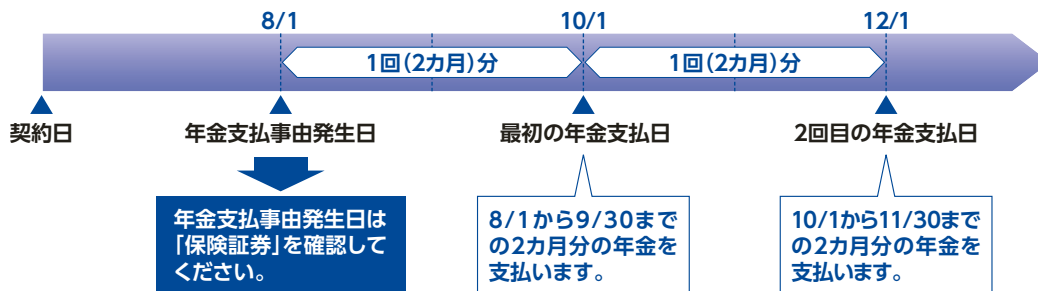 8/1
10/1
12/1
1回(2カ月)分
1回(2カ月)分
契約日
年金支払事由発生日
最初の年金支払日
2回目の年金支払日
年金支払事由発生日は
「保険証券」を確認して
ください。
8/1から9/30まで
の2カ月分の年金を
支払います。
10/1から11/30まで
の2カ月分の年金を
支払います。